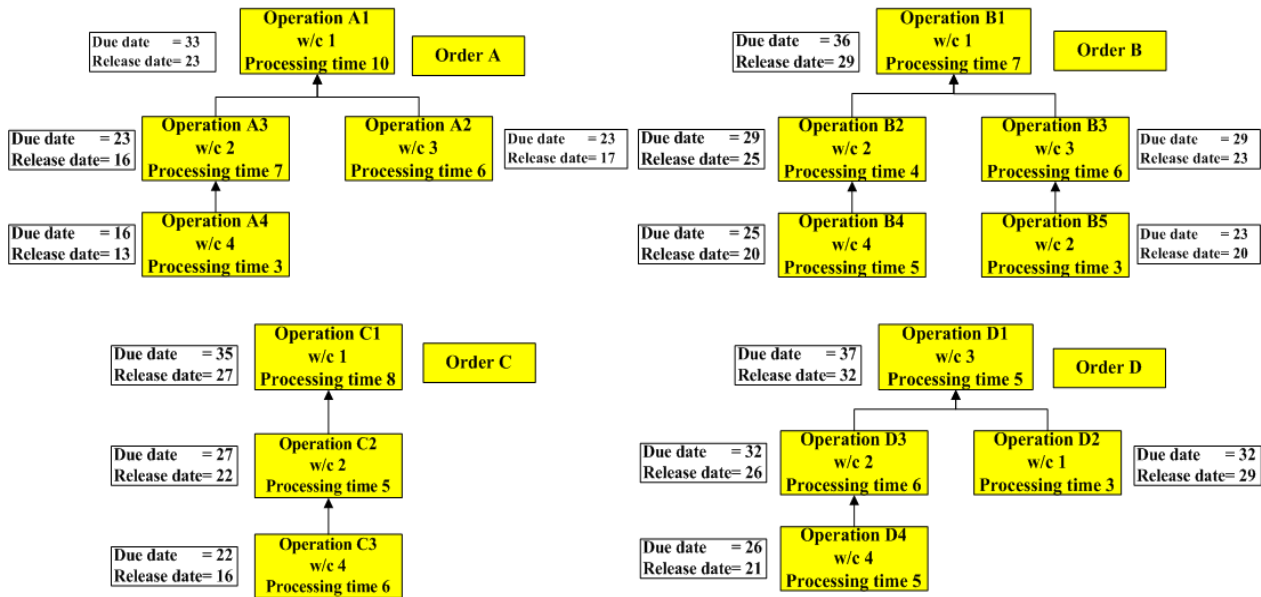 Operation A1
w/c 1
Processing time 10
Due date = 33
Release date= 23
Order A
Operation A3
w/c 2
Processing time 7
Due date = 23
Release date= 16
Operation A2
w/c 3
Processing time 6
Due date = 23
Release date= 17
Operation A4
w/c 4
Processing time 3
Due date = 16
Release date= 13
Operation B1
w/c 1
Processing time 7
Due date = 36
Release date= 29
Order B
Operation B2
w/c 2
Processing time 4
Due date = 29
Release date= 25
Operation B3
w/c 3
Processing time 6
Due date = 29
Release date= 23
Operation B4
w/c 4
Processing time 5
Due date = 25
Release date= 20
Operation B5
w/c 2
Processing time 3
Due date = 23
Release date= 20
Operation C1
w/c 1
Processing time 8
Due date = 35
Release date= 27
Order C
Operation C2
w/c 2
Processing time 5
Due date = 27
Release date= 22
Operation C3
w/c 4
Processing time 6
Due date = 22
Release date= 16
Operation D1
w/c 3
Processing time 5
Due date = 37
Release date= 32
Order D
Operation D3
w/c 2
Processing time 6
Due date = 32
Release date= 26
Operation D2
w/c 1
Processing time 3
Due date = 32
Release date= 29
Operation D4
w/c 4
Processing time 5
Due date = 26
Release date= 21